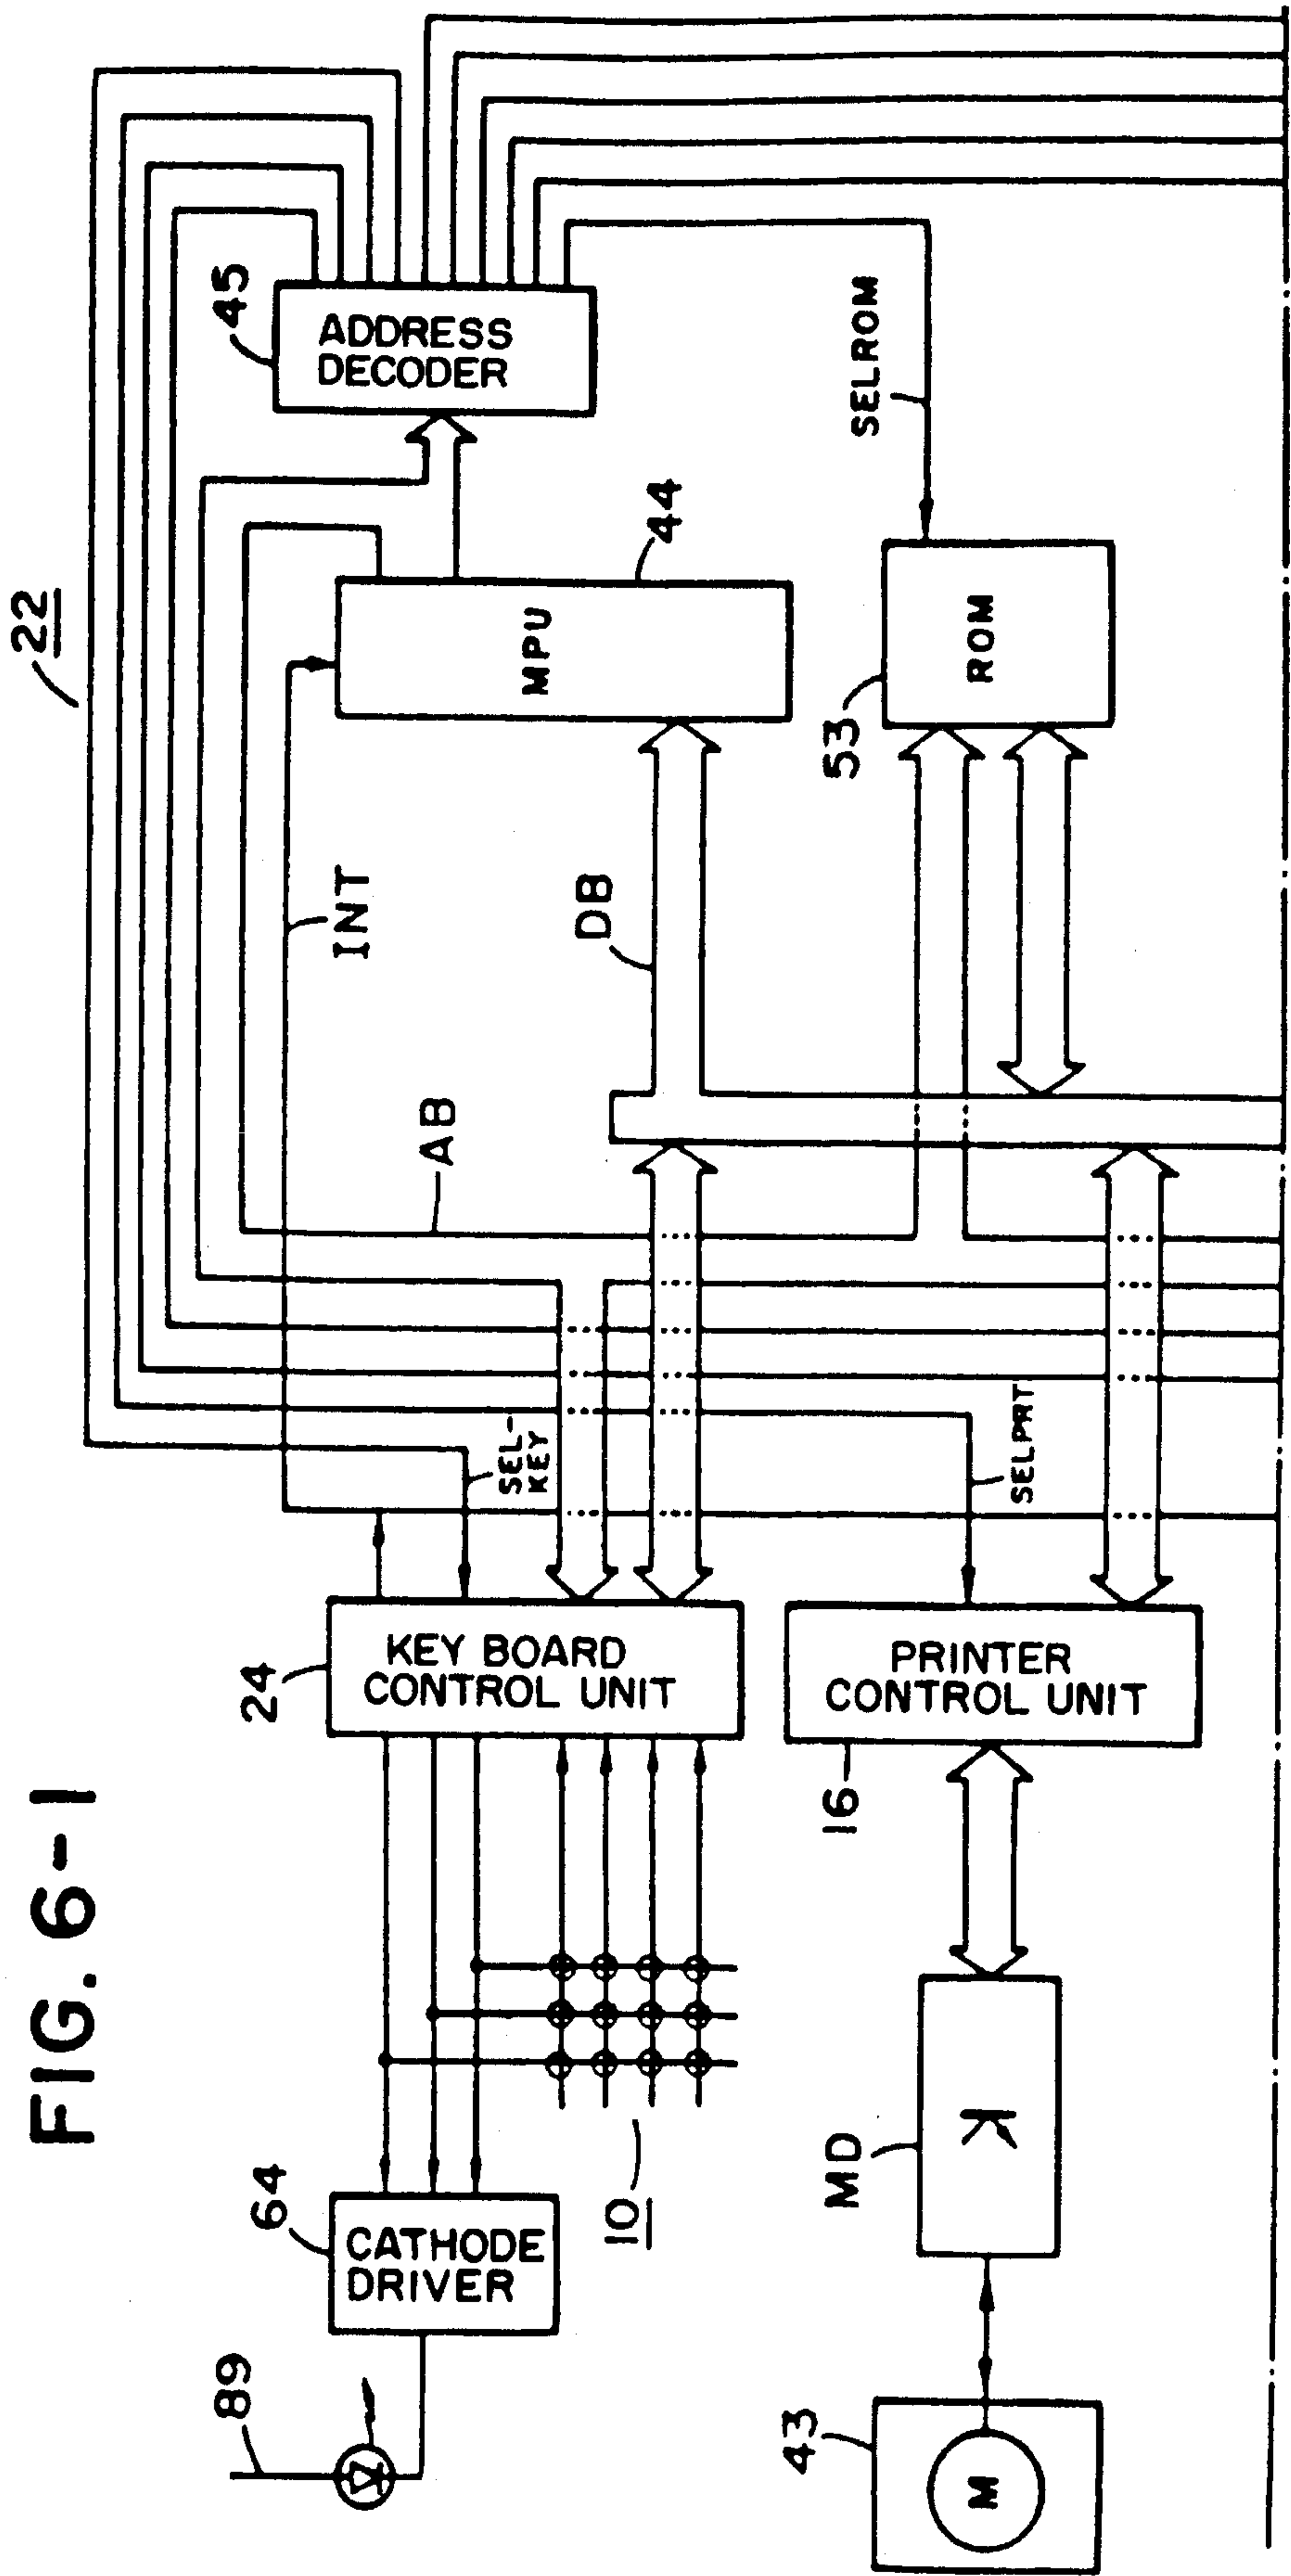 FIG. 6-1
22
89
64
CATHODE
DRIVER
10
24
KEY BOARD
CONTROL UNIT
SEL-
KEY
AB
INT
DB
MPU
44
45
ADDRESS
DECODER
43
M
MD
16
PRINTER
CONTROL UNIT
SELPRT
53
ROM
SELROM